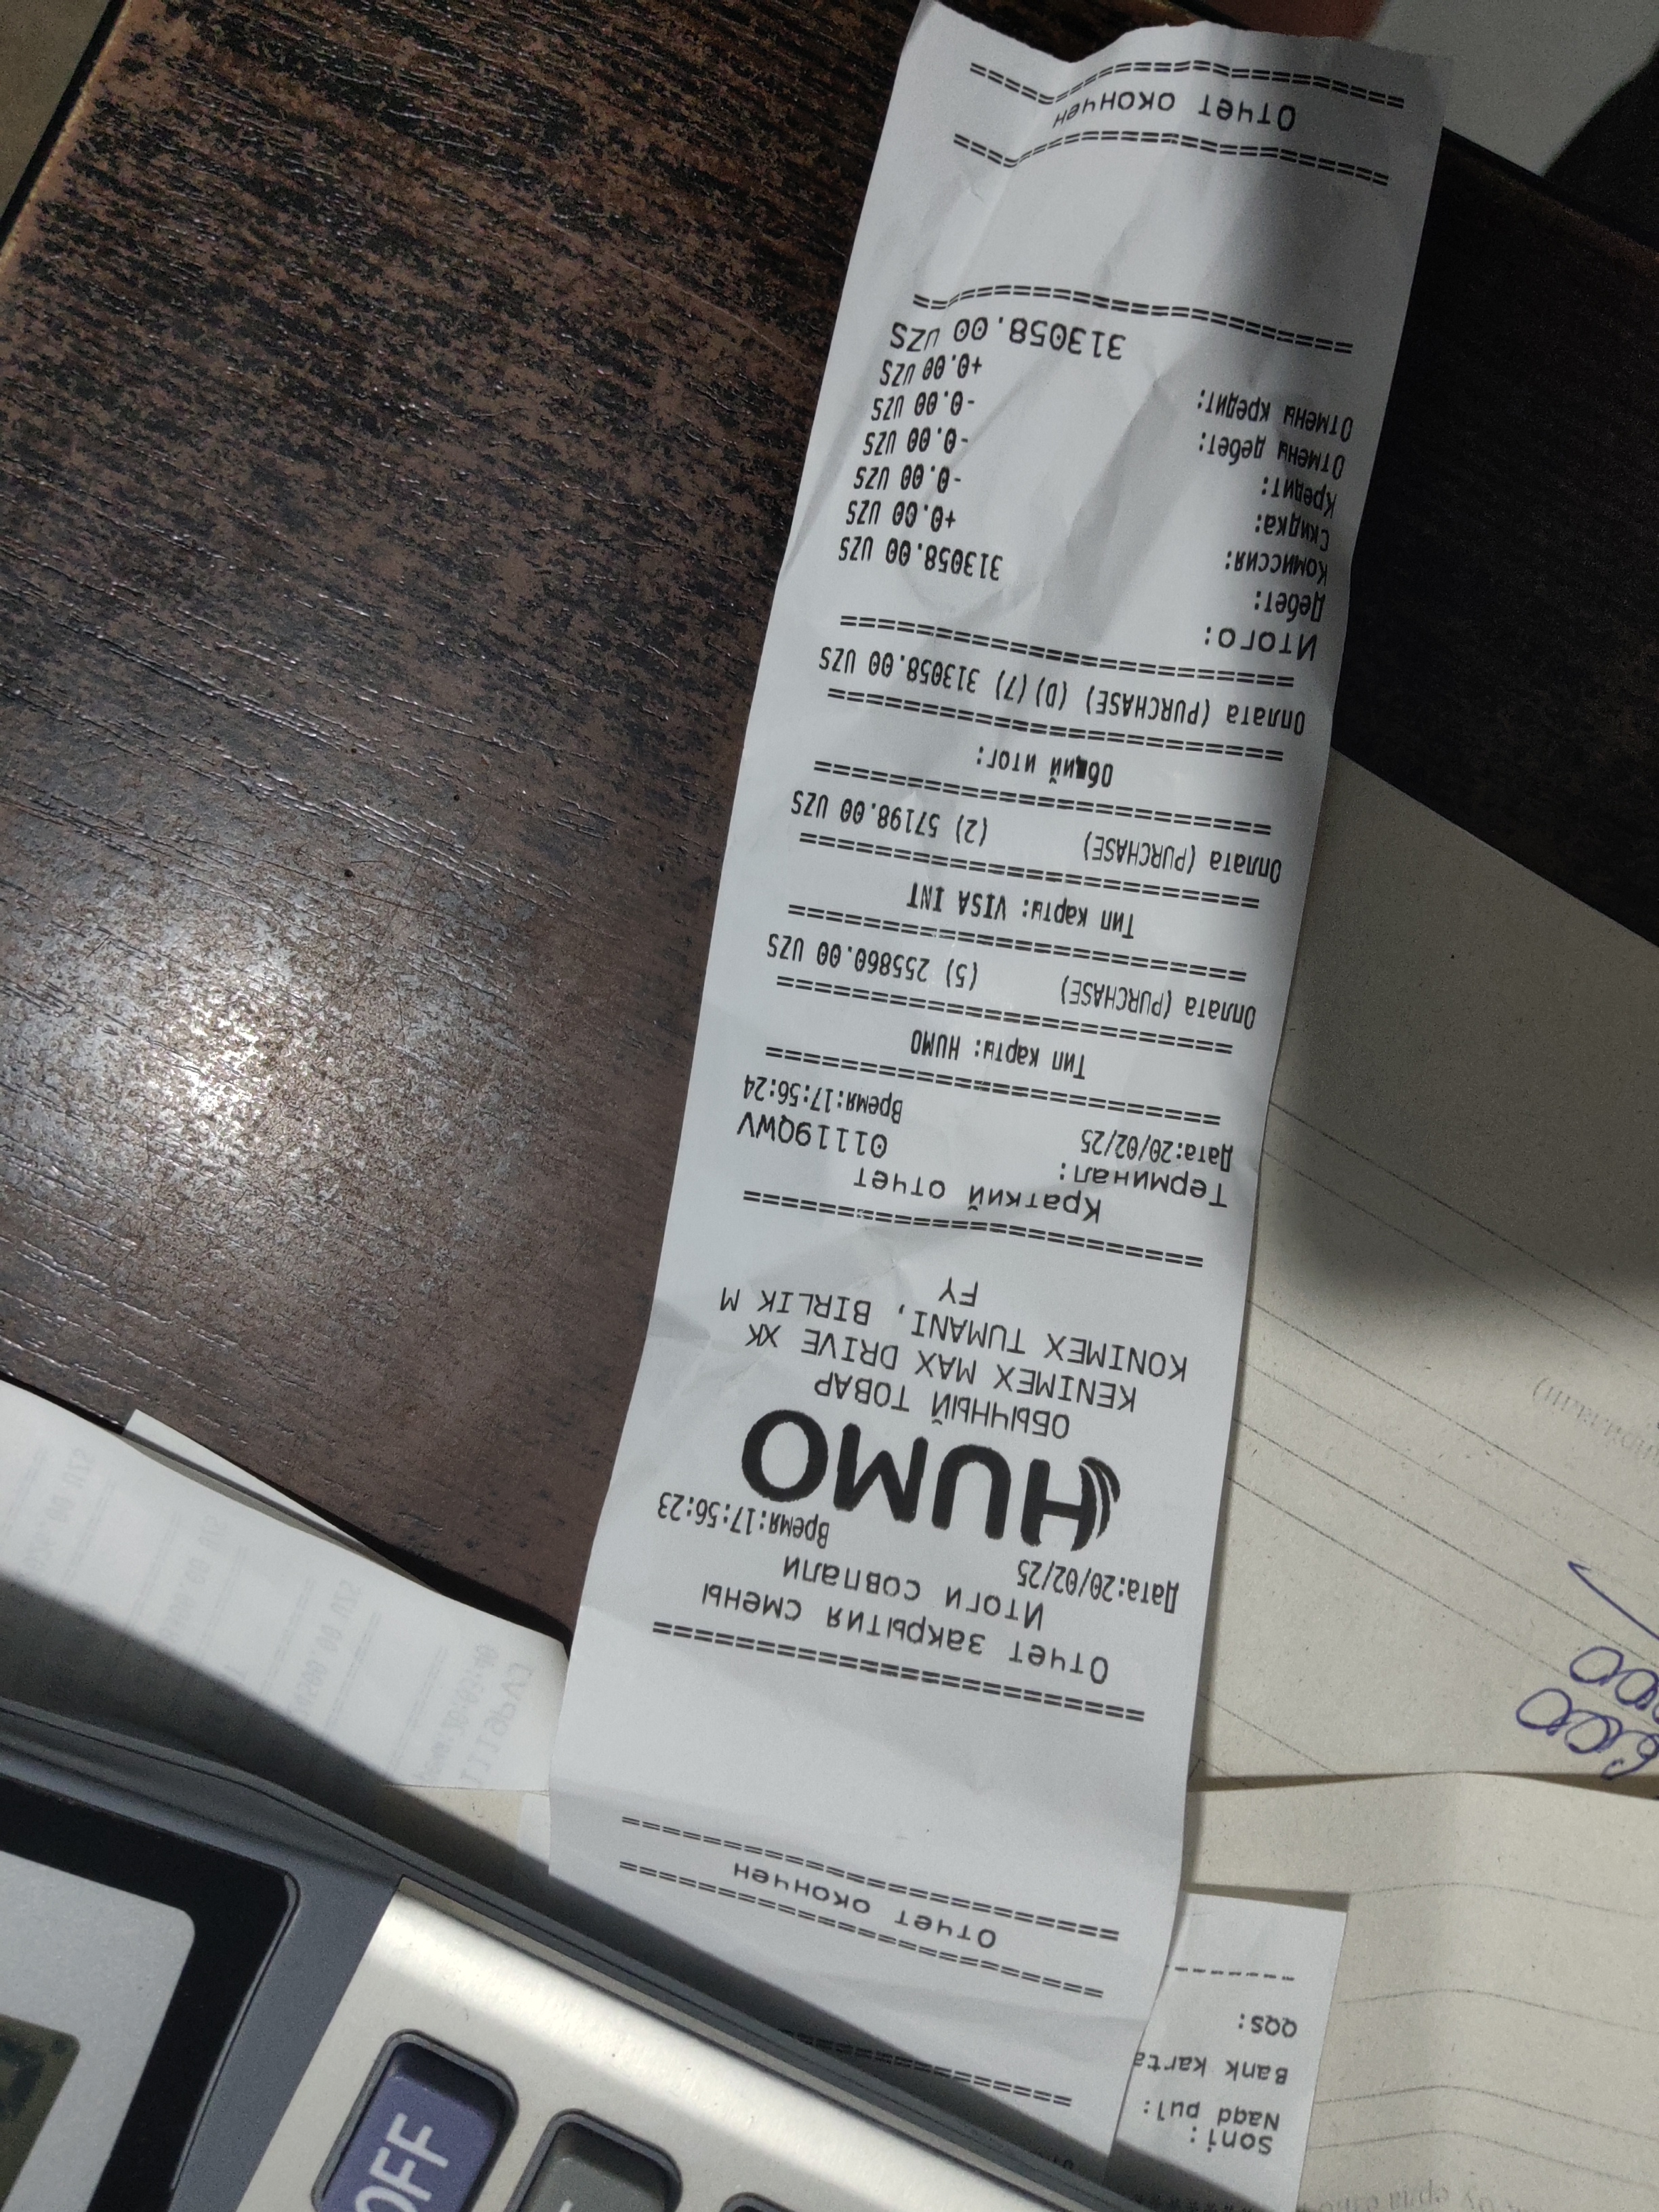 ==========================
Отчет окончен
==========================
==========================
Отчет закрытия смены
Итоги совпали
Дата:20/02/25 Время:17:56:23
HUMO
ОБЫЧНЫЙ ТОВАР
KENIMEX MAX DRIVE XK
KONIMEX TUMANI, BIRLIK M
FY
==========================
Краткий отчет
Терминал: 01119QWV
Дата:20/02/25 Время:17:56:24
==========================
Тип карты: HUMO
==========================
Оплата (PURCHASE) (5) 255860.00 UZS
==========================
Тип карты: VISA INT
==========================
Оплата (PURCHASE) (2) 57198.00 UZS
==========================
Общий итог:
==========================
Оплата (PURCHASE) (D)(7) 313058.00 UZS
==========================
ИТОГО:
Дебет: 313058.00 UZS
Комиссия: +0.00 UZS
Скидка: -0.00 UZS
Кредит: -0.00 UZS
Отмены дебет: -0.00 UZS
Отмены кредит: +0.00 UZS
313058.00 UZS
==========================
==========================
Отчет окончен
==========================
Soni:
Naqd pul:
Bank karta
QQS:
OFF